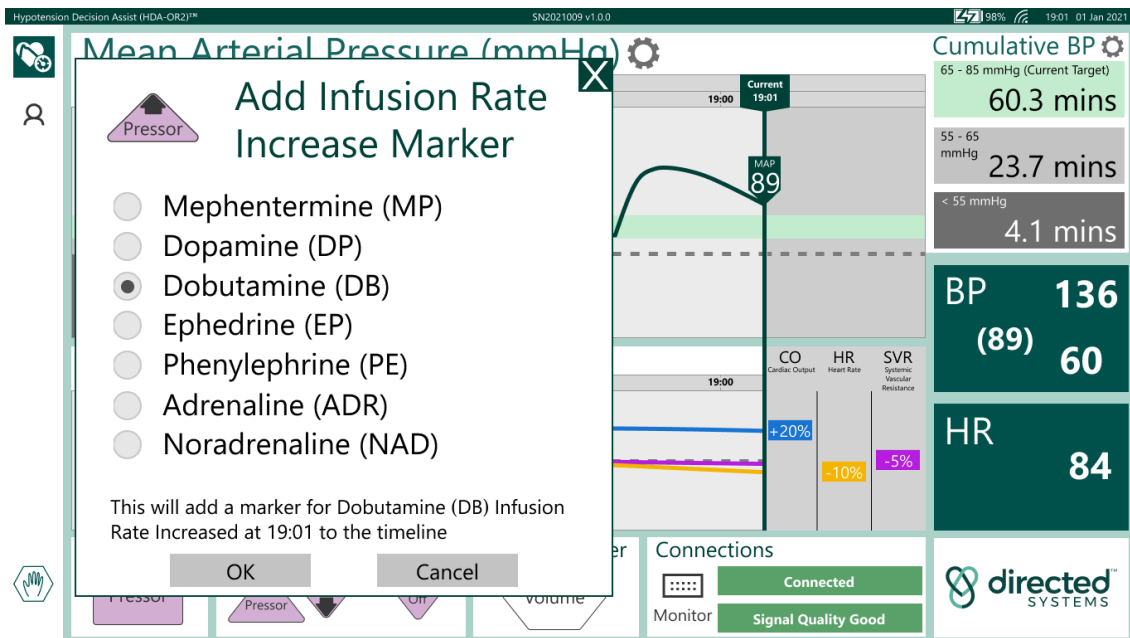 Hypotension Decision Assist (HDA-OR2)™
SN2021009 v1.0.0
98%
19:01 01 Jan 2021
Mean Arterial Pressure (mmHg)
X
Pressor
Add Infusion Rate
Increase Marker
Mephentermine (MP)
Dopamine (DP)
Dobutamine (DB)
Ephedrine (EP)
Phenylephrine (PE)
Adrenaline (ADR)
Noradrenaline (NAD)
This will add a marker for Dobutamine (DB) Infusion
Rate Increased at 19:01 to the timeline
OK
Cancel
19:00
Current
19:01
MAP
89
19:00
CO
Cardiac Output
HR
Heart Rate
SVR
Systemic
Vascular
Resistance
+20%
-10%
-5%
Cumulative BP
65 - 85 mmHg (Current Target)
60.3 mins
55 - 65
mmHg
23.7 mins
< 55 mmHg
4.1 mins
BP
136
(89)
60
HR
84
Pressor
Pressor
Off
Volume
er
Connections
Monitor
Connected
Signal Quality Good
directed™
SYSTEMS